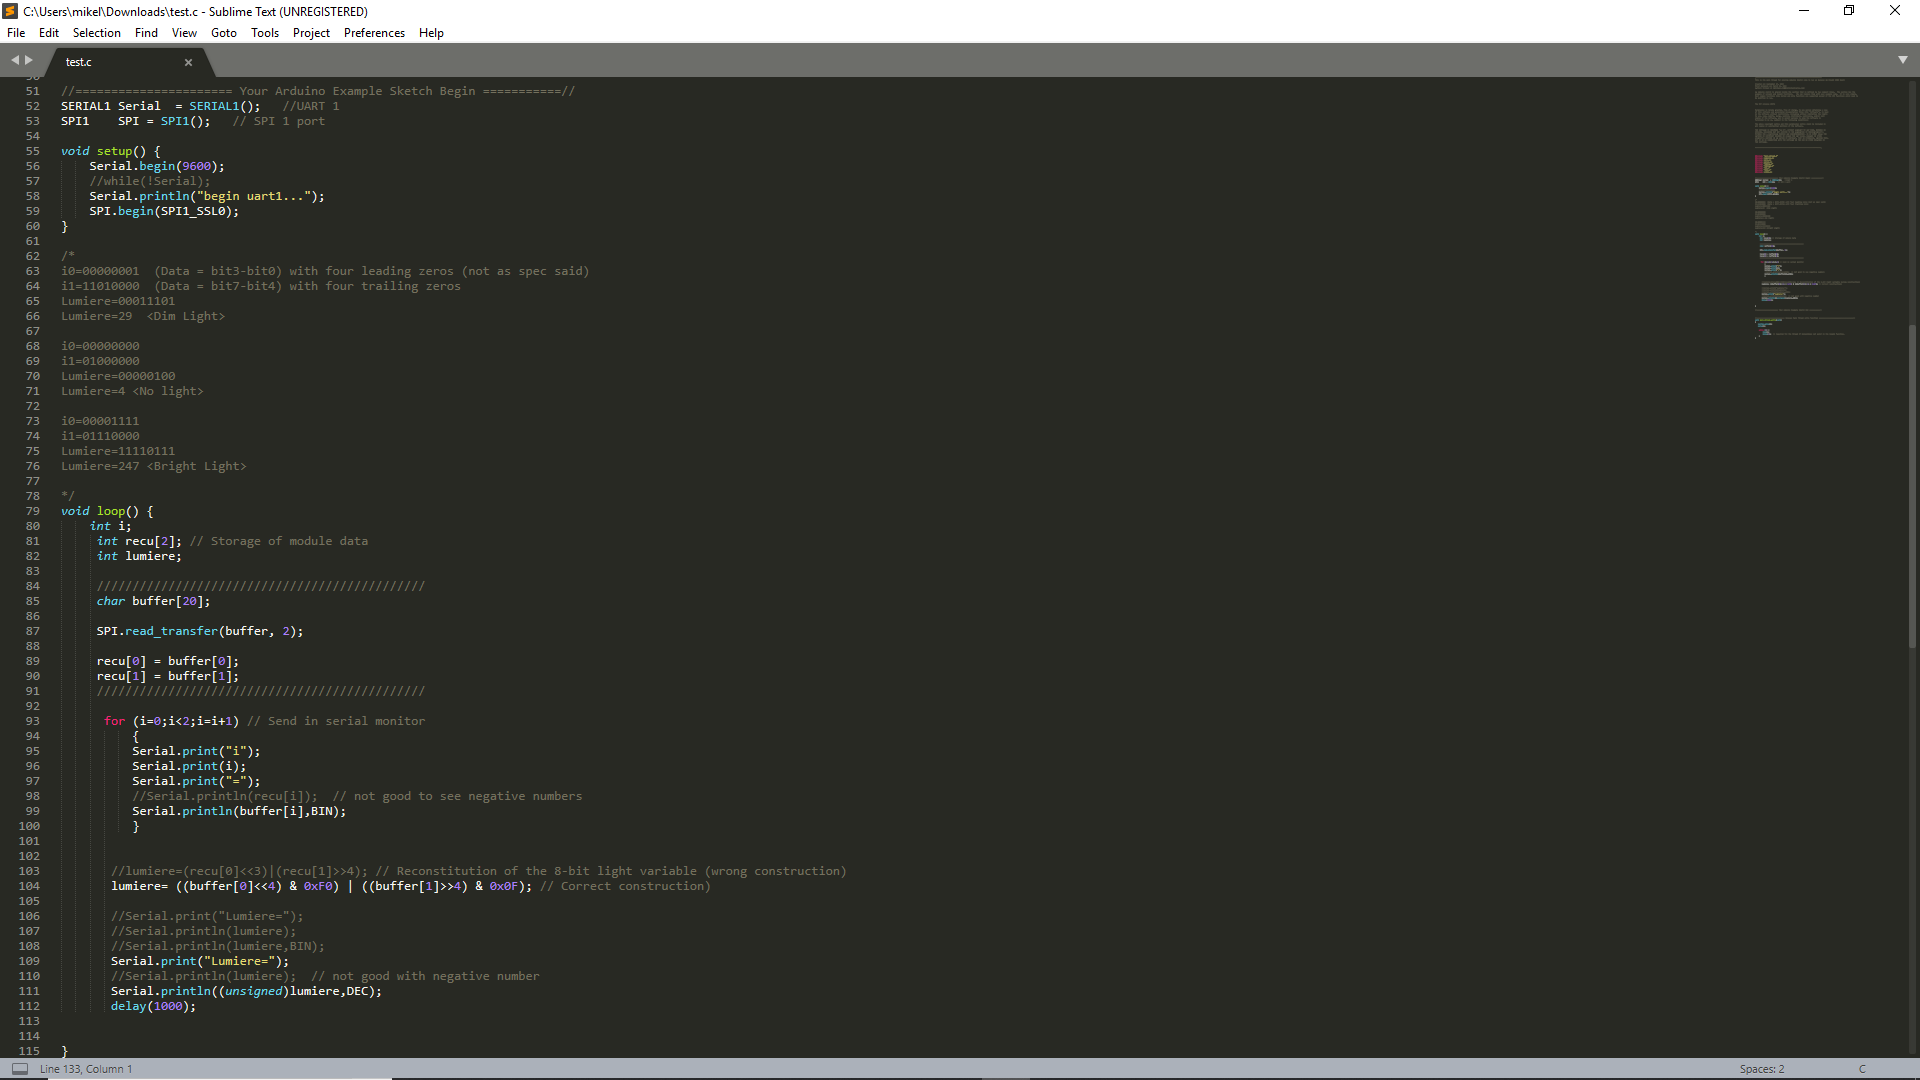 C:\Users\mikel\Downloads\test.c - Sublime Text (UNREGISTERED)
File Edit Selection Find View Goto Tools Project Preferences Help
test.c
51 //====================== Your Arduino Example Sketch Begin ===========//
52 SERIAL1 Serial  = SERIAL1();   //UART 1
53 SPI1    SPI = SPI1();   // SPI 1 port
54
55 void setup() {
56     Serial.begin(9600);
57     //while(!Serial);
58     Serial.println("begin uart1...");
59     SPI.begin(SPI1_SSL0);
60 }
61
62 /*
63 i0=00000001  (Data = bit3-bit0) with four leading zeros (not as spec said)
64 i1=11010000  (Data = bit7-bit4) with four trailing zeros
65 Lumiere=00011101
66 Lumiere=29  <Dim Light>
67
68 i0=00000000
69 i1=01000000
70 Lumiere=00000100
71 Lumiere=4 <No light>
72
73 i0=00001111
74 i1=01110000
75 Lumiere=11110111
76 Lumiere=247 <Bright Light>
77
78 */
79 void loop() {
80     int i;
81      int recu[2]; // Storage of module data
82      int lumiere;
83
84      //////////////////////////////////////////////
85      char buffer[20];
86
87      SPI.read_transfer(buffer, 2);
88
89      recu[0] = buffer[0];
90      recu[1] = buffer[1];
91      //////////////////////////////////////////////
92
93       for (i=0;i<2;i=i+1) // Send in serial monitor
94           {
95           Serial.print("i");
96           Serial.print(i);
97           Serial.print("=");
98           //Serial.println(recu[i]);  // not good to see negative numbers
99           Serial.println(buffer[i],BIN);
100           }
101
102
103        //lumiere=(recu[0]<<3)|(recu[1]>>4); // Reconstitution of the 8-bit light variable (wrong construction)
104        lumiere= ((buffer[0]<<4) & 0xF0) | ((buffer[1]>>4) & 0x0F); // Correct construction)
105
106        //Serial.print("Lumiere=");
107        //Serial.println(lumiere);
108        //Serial.println(lumiere,BIN);
109        Serial.print("Lumiere=");
110        //Serial.println(lumiere);  // not good with negative number
111        Serial.println((unsigned)lumiere,DEC);
112        delay(1000);
113
114
115 }
Line 133, Column 1
Spaces: 2
C